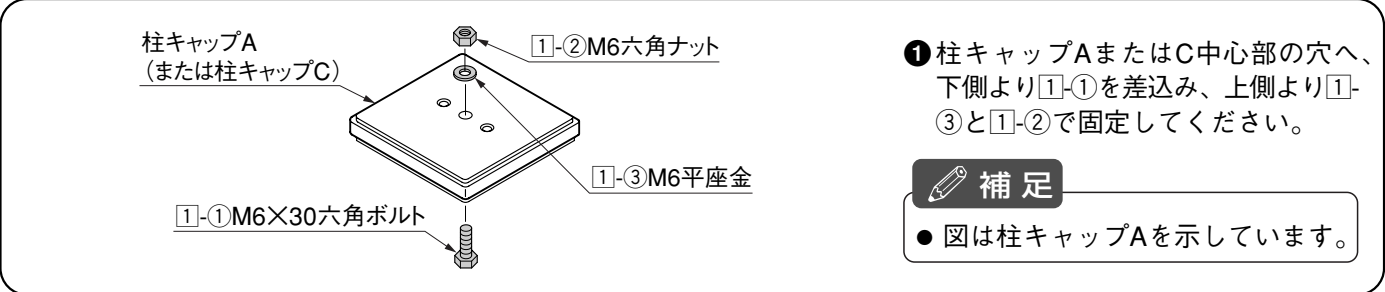 柱キャップA
（または柱キャップC）
1-②M6六角ナット
1-③M6平座金
1-①M6×30六角ボルト
❶柱キャップAまたはC中心部の穴へ、
下側より1-①を差込み、上側より1-
③と1-②で固定してください。
補足
● 図は柱キャップAを示しています。